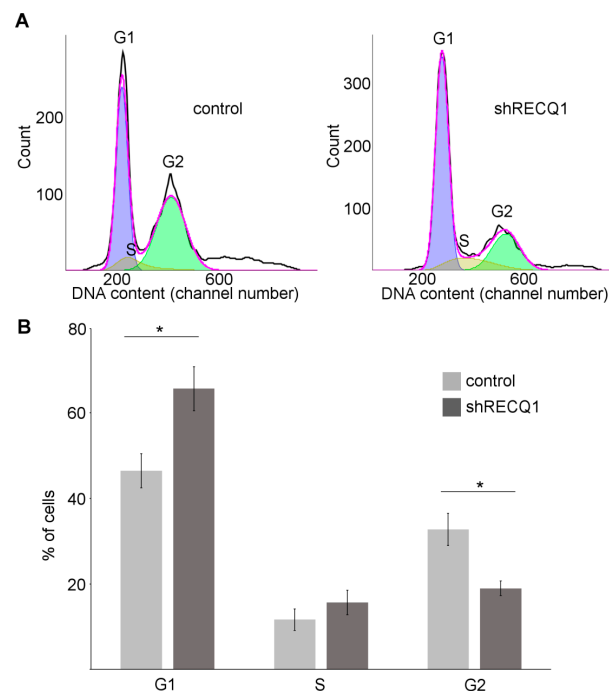 A
G1
200
100
Count
control
G2
S
200
600
DNA content (channel number)
G1
300
200
100
Count
shRECQ1
S
G2
200
600
DNA content (channel number)
B
80
60
40
20
% of cells
*
*
control
shRECQ1
G1
S
G2